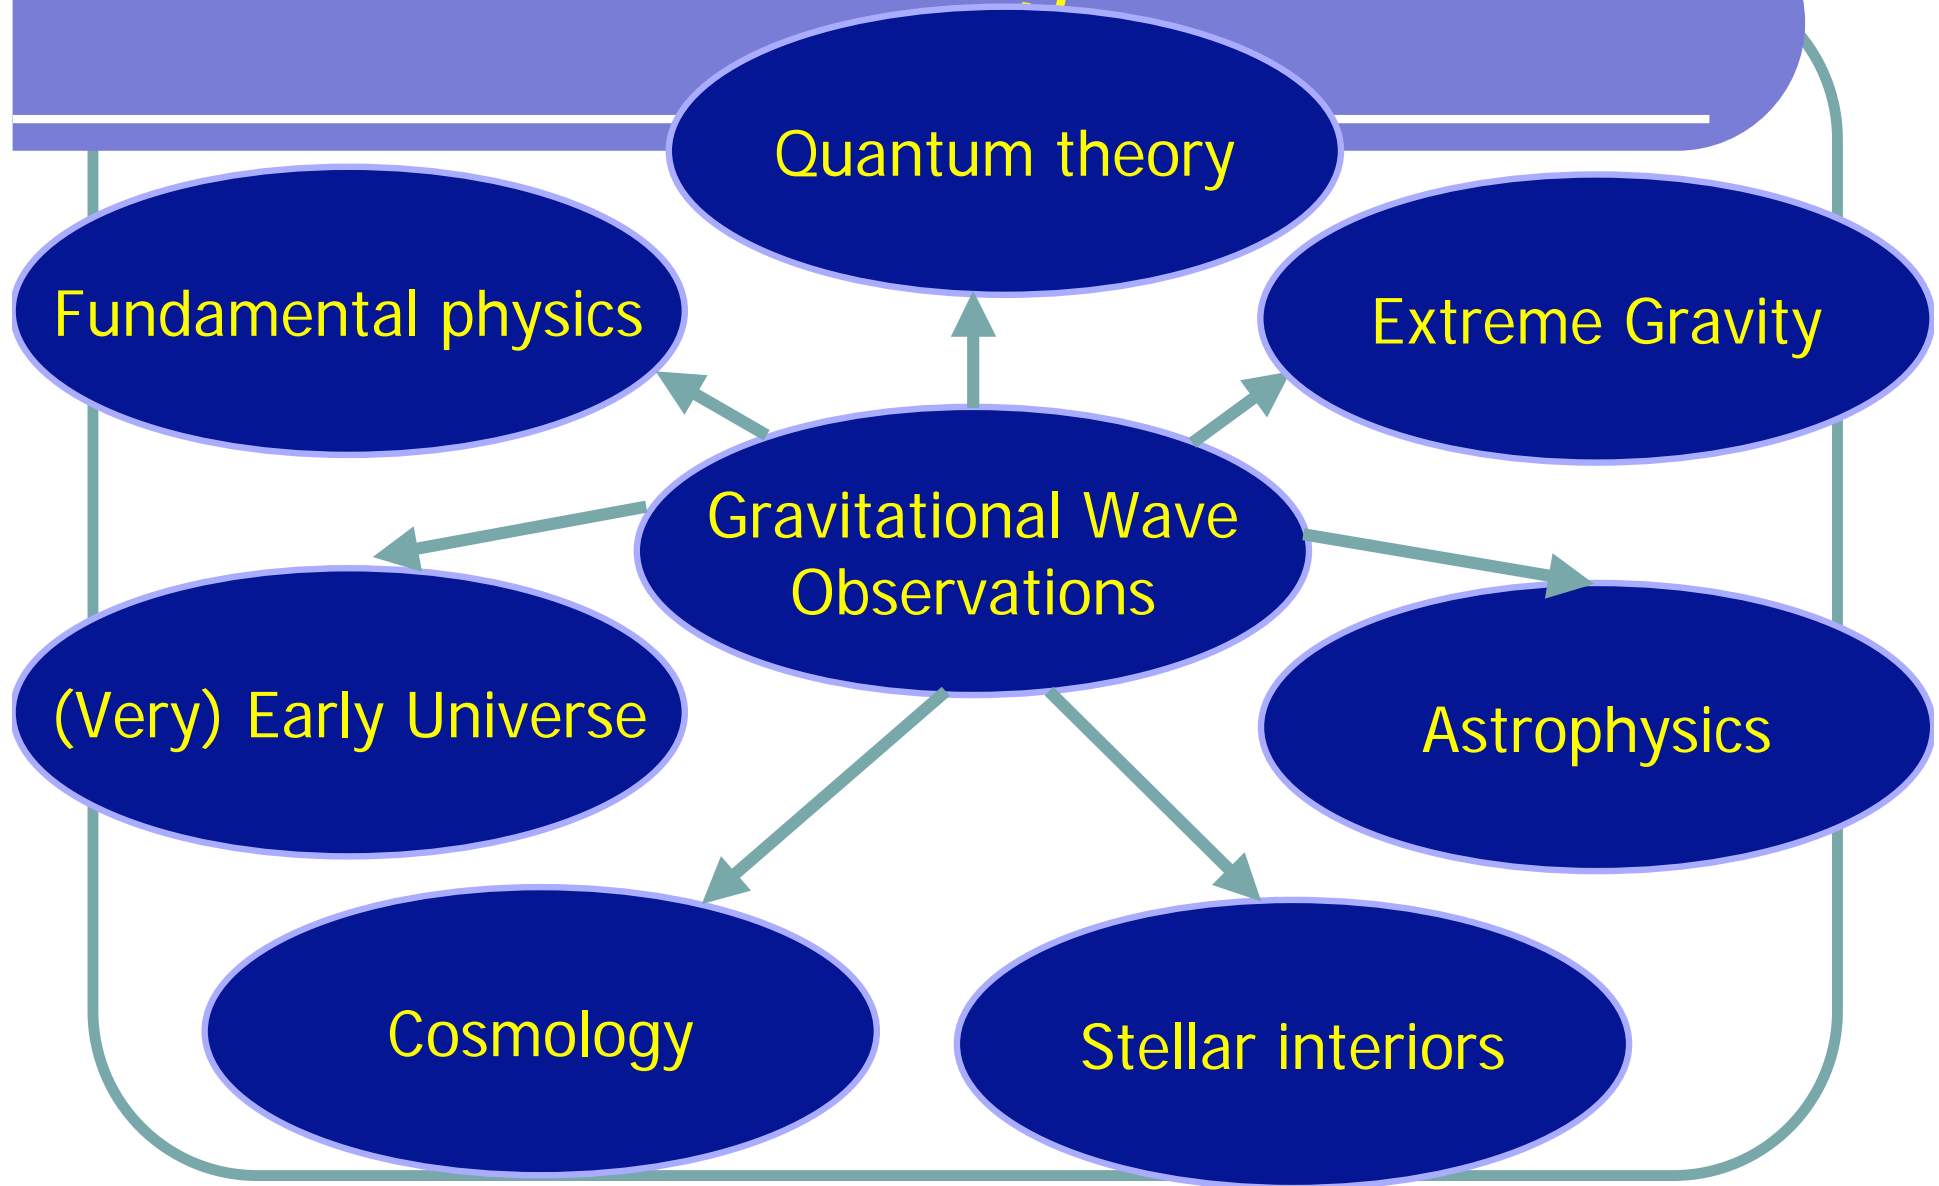 Quantum theory
Fundamental physics
Extreme Gravity
Gravitational Wave
Observations
(Very) Early Universe
Astrophysics
Cosmology
Stellar interiors